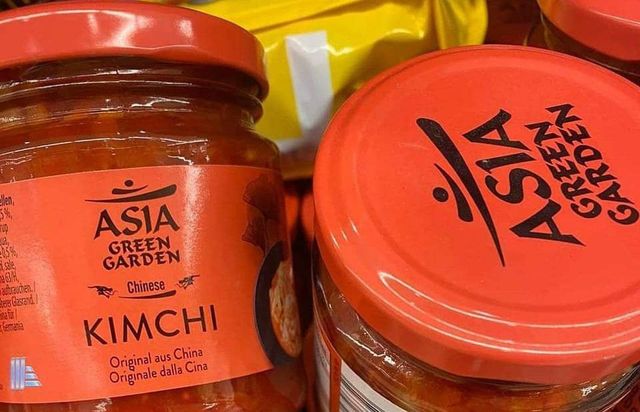 ASIA
GREEN
GARDEN
Chinese
KIMCHI
Original aus China
Originale dalla Cina
ASIA
GREEN
GARDEN